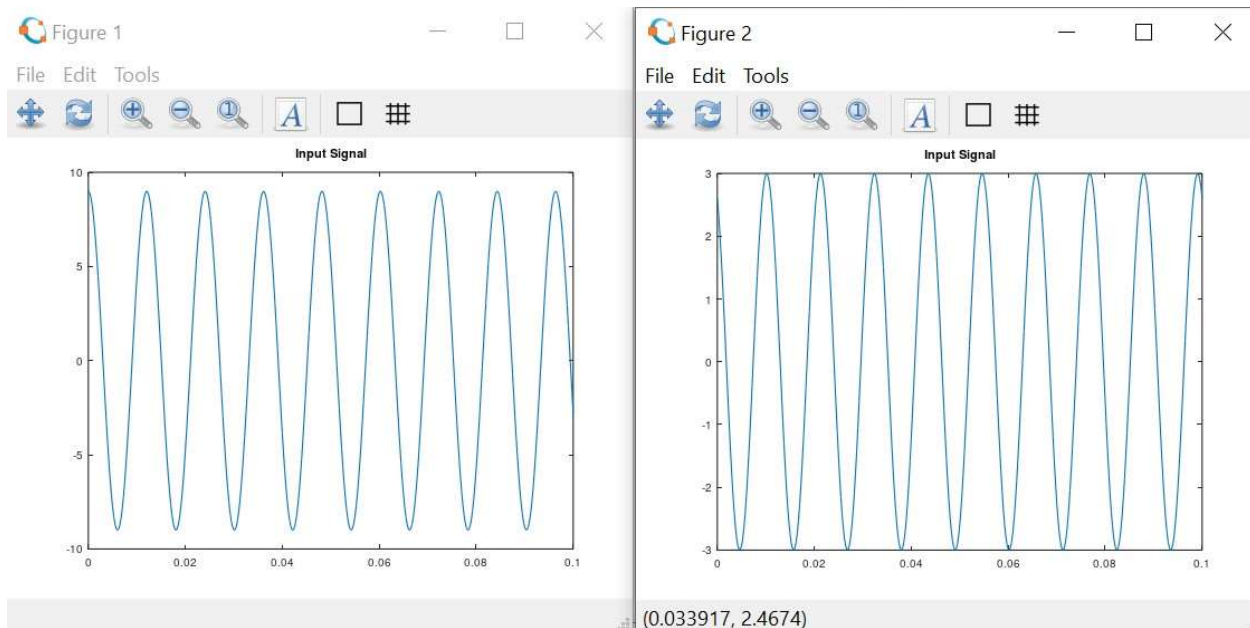 Figure 1
File Edit Tools
A
Input Signal
10
5
0
-5
-10
0 0.02 0.04 0.06 0.08 0.1
Figure 2
File Edit Tools
A
Input Signal
3
2
1
0
-1
-2
-3
0 0.02 0.04 0.06 0.08 0.1
(0.033917, 2.4674)